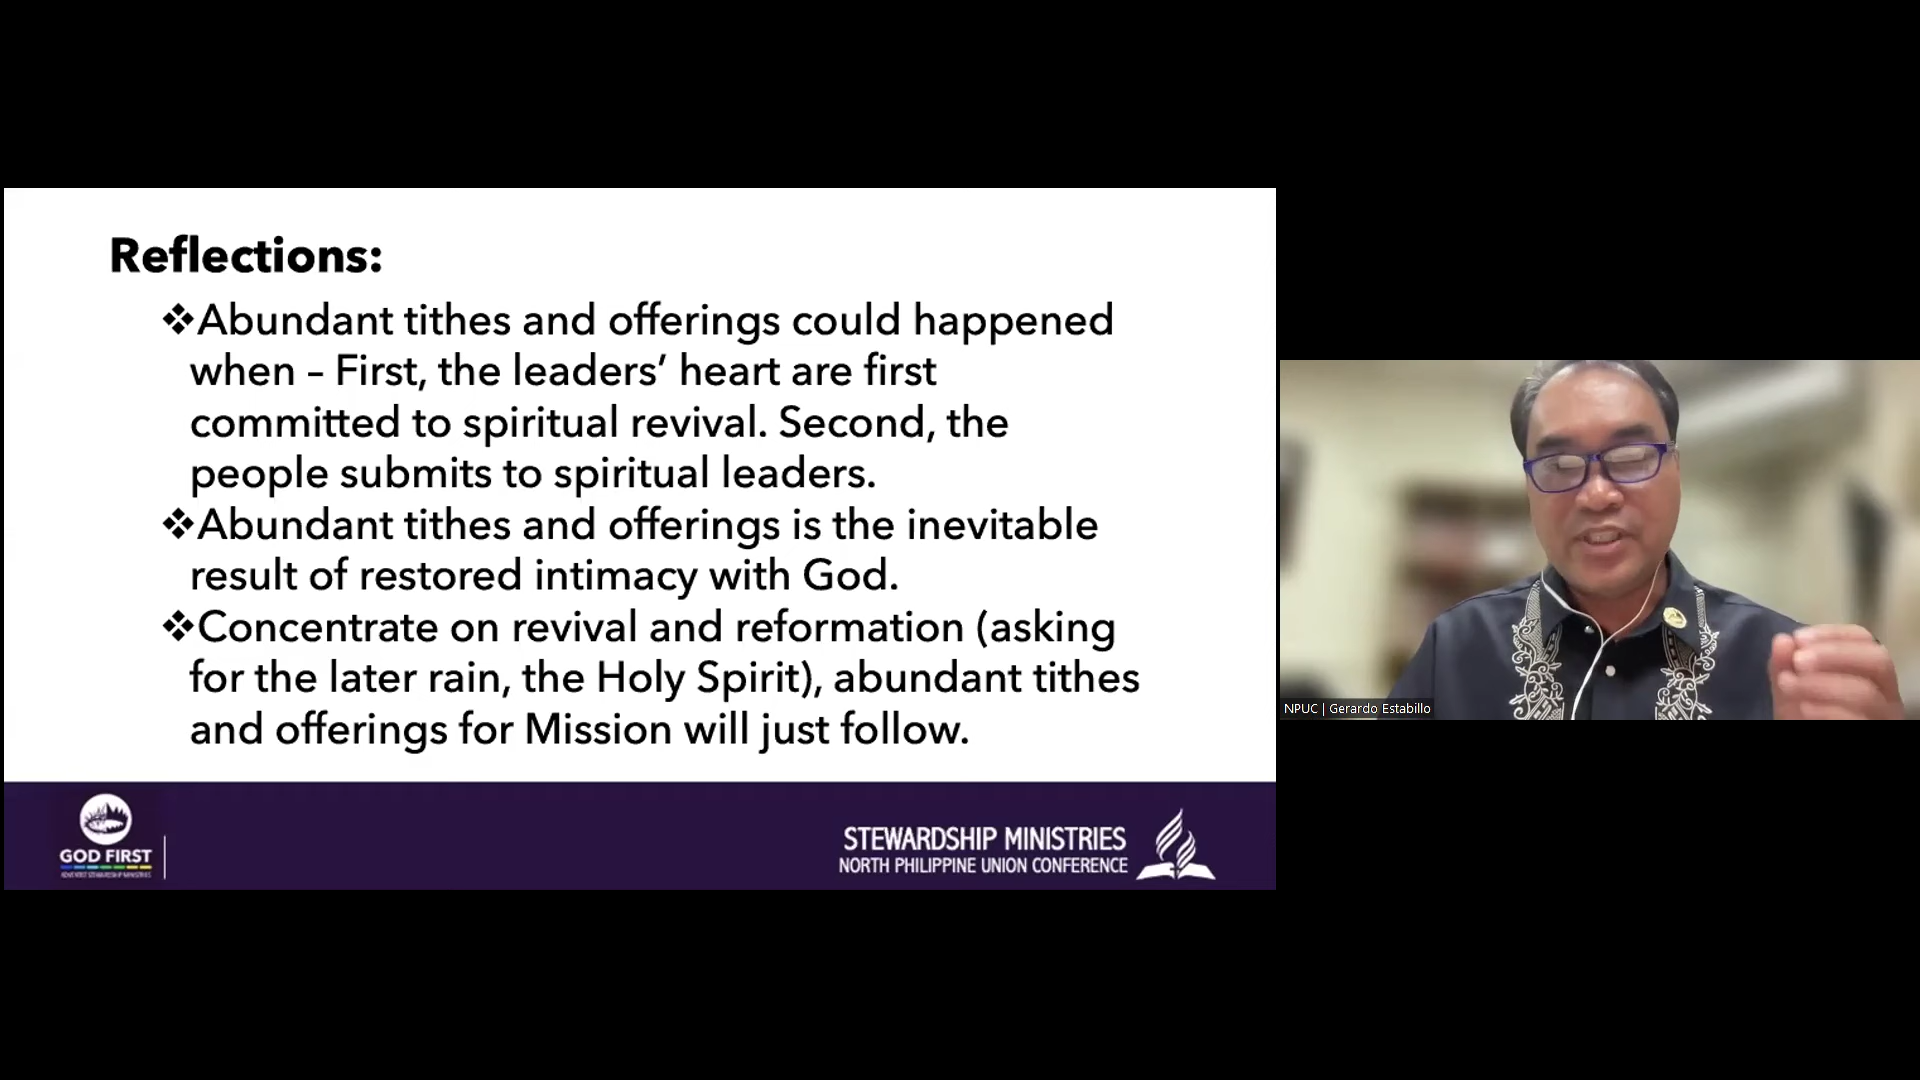 Reflections:
❖Abundant tithes and offerings could happened
when – First, the leaders’ heart are first
committed to spiritual revival. Second, the
people submits to spiritual leaders.
❖Abundant tithes and offerings is the inevitable
result of restored intimacy with God.
❖Concentrate on revival and reformation (asking
for the later rain, the Holy Spirit), abundant tithes
and offerings for Mission will just follow.
GOD FIRST
ADVENTIST STEWARDSHIP MINISTRIES
STEWARDSHIP MINISTRIES
NORTH PHILIPPINE UNION CONFERENCE
NPUC | Gerardo Estabillo